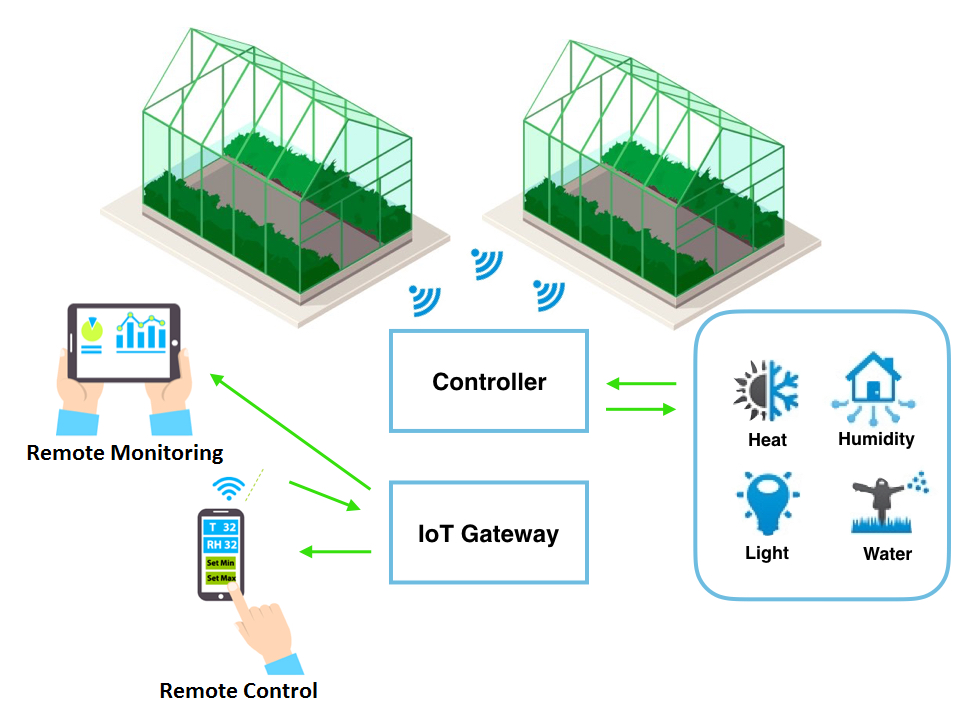 Controller
Heat
Humidity
Remote Monitoring
IoT Gateway
T 32
RH 32
Set Min
Set Max
Light
Water
Remote Control